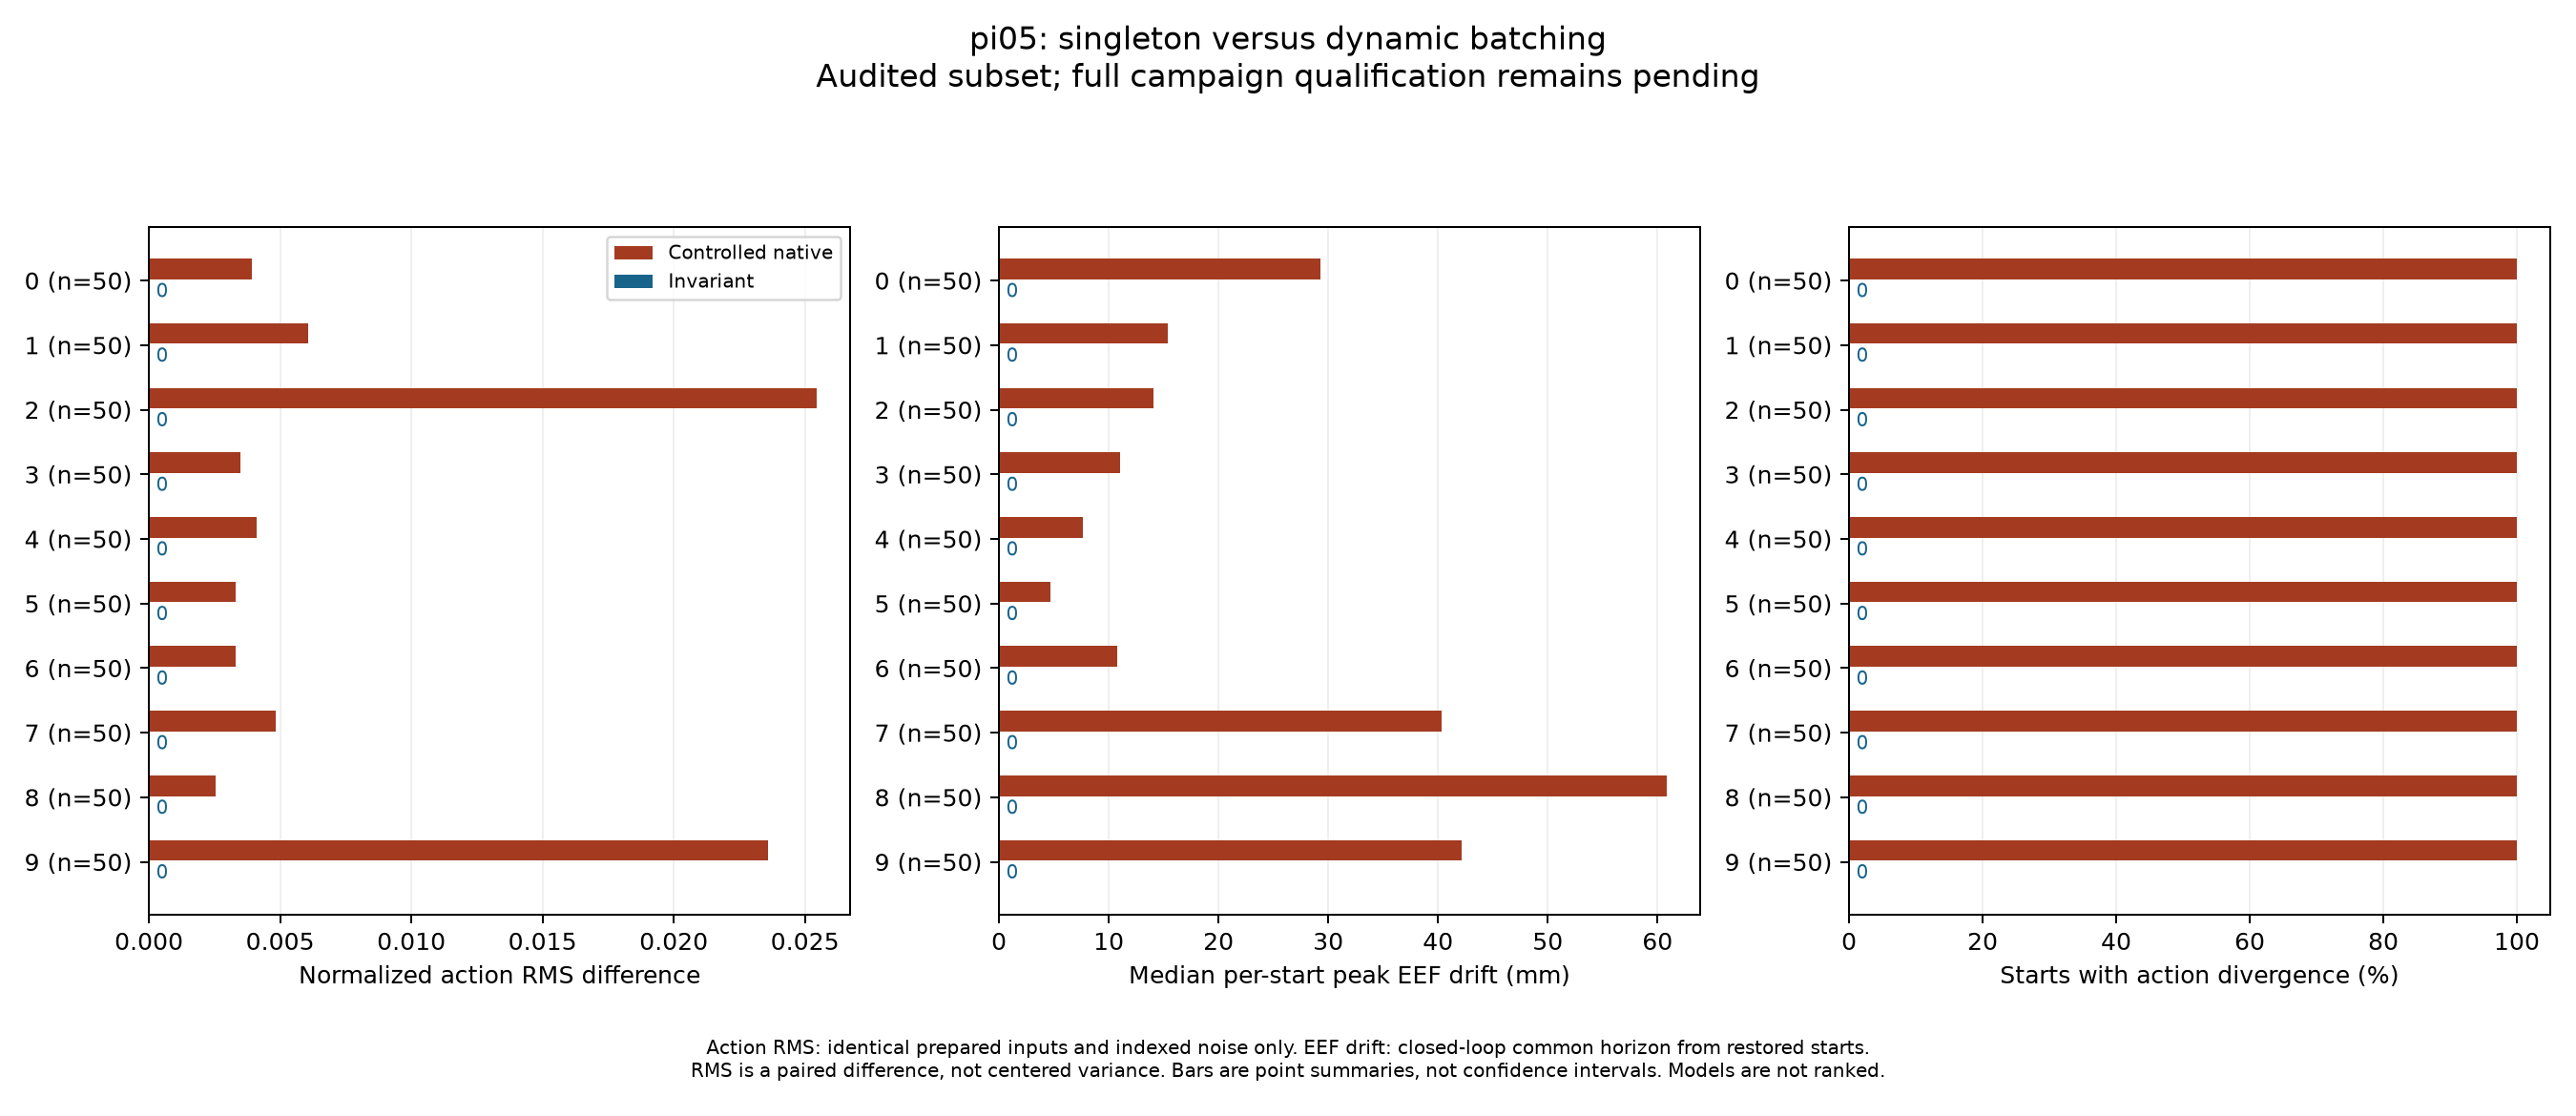 pi05: singleton versus dynamic batching
Audited subset; full campaign qualification remains pending
Controlled native
Invariant
0 (n=50)
0
1 (n=50)
0
2 (n=50)
0
3 (n=50)
0
4 (n=50)
0
5 (n=50)
0
6 (n=50)
0
7 (n=50)
0
8 (n=50)
0
9 (n=50)
0
0.000 0.005 0.010 0.015 0.020 0.025
Normalized action RMS difference
0 (n=50)
0
1 (n=50)
0
2 (n=50)
0
3 (n=50)
0
4 (n=50)
0
5 (n=50)
0
6 (n=50)
0
7 (n=50)
0
8 (n=50)
0
9 (n=50)
0
0 10 20 30 40 50 60
Median per-start peak EEF drift (mm)
0 (n=50)
0
1 (n=50)
0
2 (n=50)
0
3 (n=50)
0
4 (n=50)
0
5 (n=50)
0
6 (n=50)
0
7 (n=50)
0
8 (n=50)
0
9 (n=50)
0
0 20 40 60 80 100
Starts with action divergence (%)
Action RMS: identical prepared inputs and indexed noise only. EEF drift: closed-loop common horizon from restored starts.
RMS is a paired difference, not centered variance. Bars are point summaries, not confidence intervals. Models are not ranked.